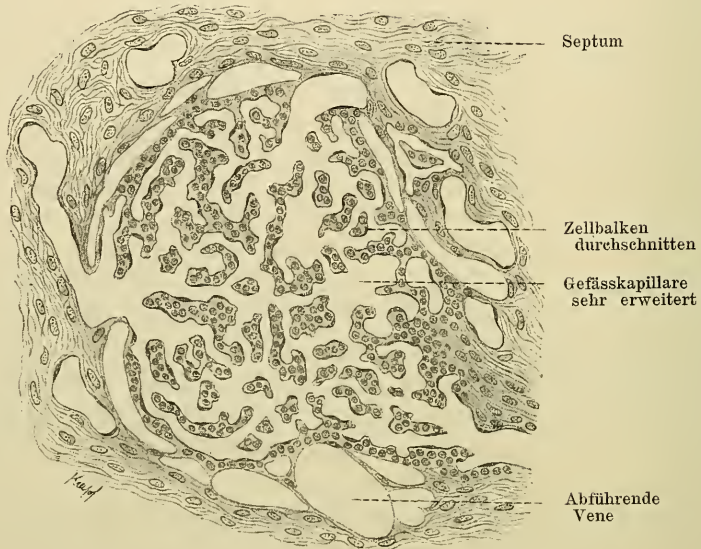 Septum
Zellbalken
durchschnitten
Gefässkapillare
sehr erweitert
Abführende
Vene